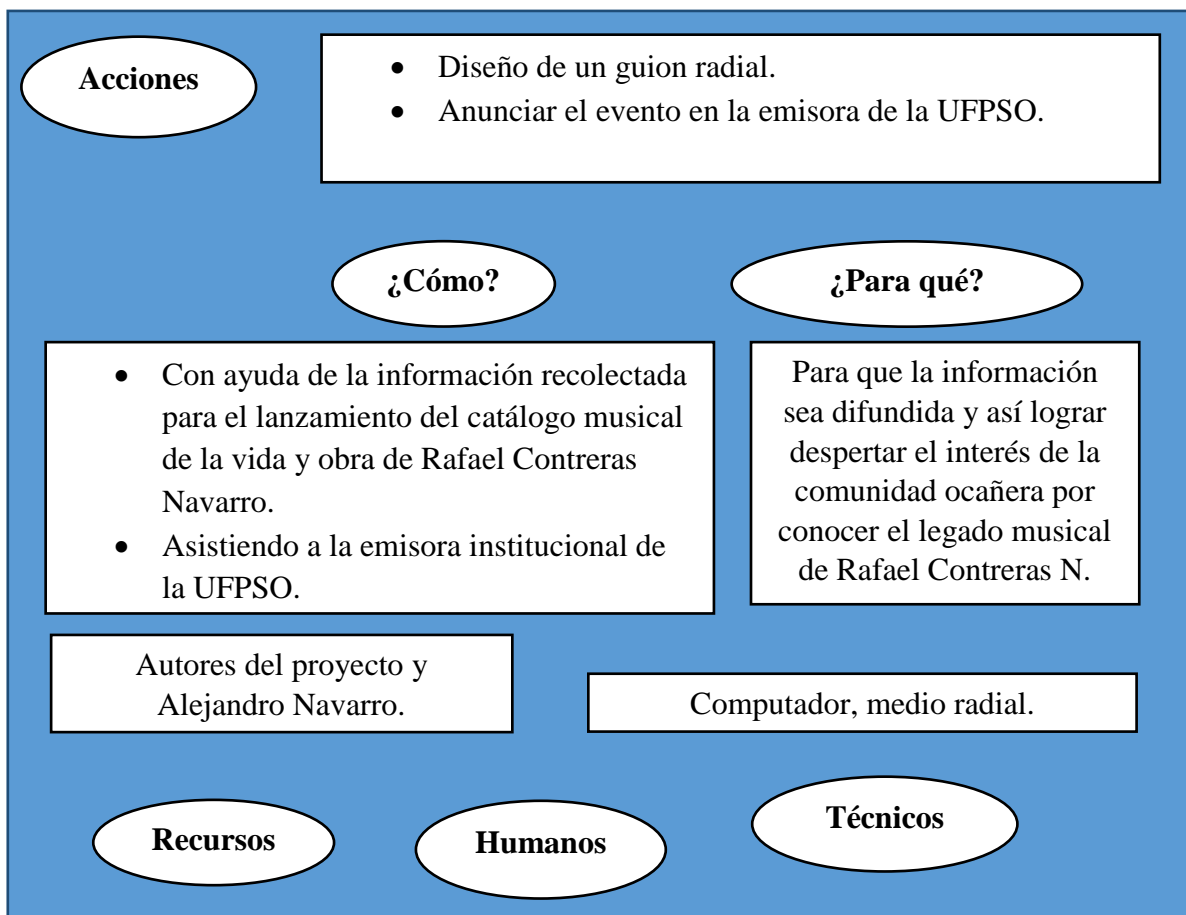 Acciones
• Diseño de un guion radial.
• Anunciar el evento en la emisora de la UFPSO.
¿Cómo?
¿Para qué?
• Con ayuda de la información recolectada
para el lanzamiento del catálogo musical
de la vida y obra de Rafael Contreras
Navarro.
• Asistiendo a la emisora institucional de
la UFPSO.
Para que la información
sea difundida y así lograr
despertar el interés de la
comunidad ocañera por
conocer el legado musical
de Rafael Contreras N.
Autores del proyecto y
Alejandro Navarro.
Computador, medio radial.
Recursos
Humanos
Técnicos